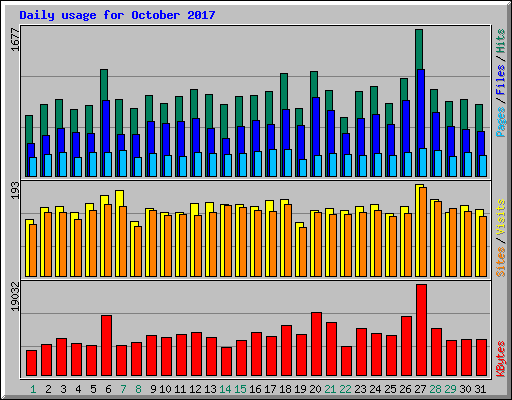 Daily usage for October 2017
1677
Pages / Files / Hits
193
Sites / Visits
19032
KBytes
1 2 3 4 5 6 7 8 9 10 11 12 13 14 15 16 17 18 19 20 21 22 23 24 25 26 27 28 29 30 31